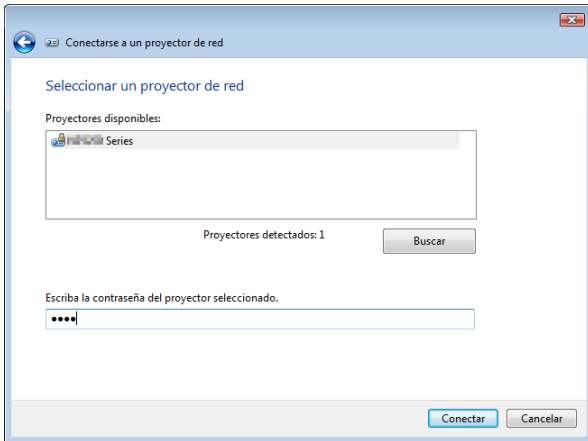 Conectarse a un proyector de red
Seleccionar un proyector de red
Proyectores disponibles:
Series
Proyectores detectados: 1
Buscar
Escriba la contraseña del proyector seleccionado.
••••
Conectar
Cancelar